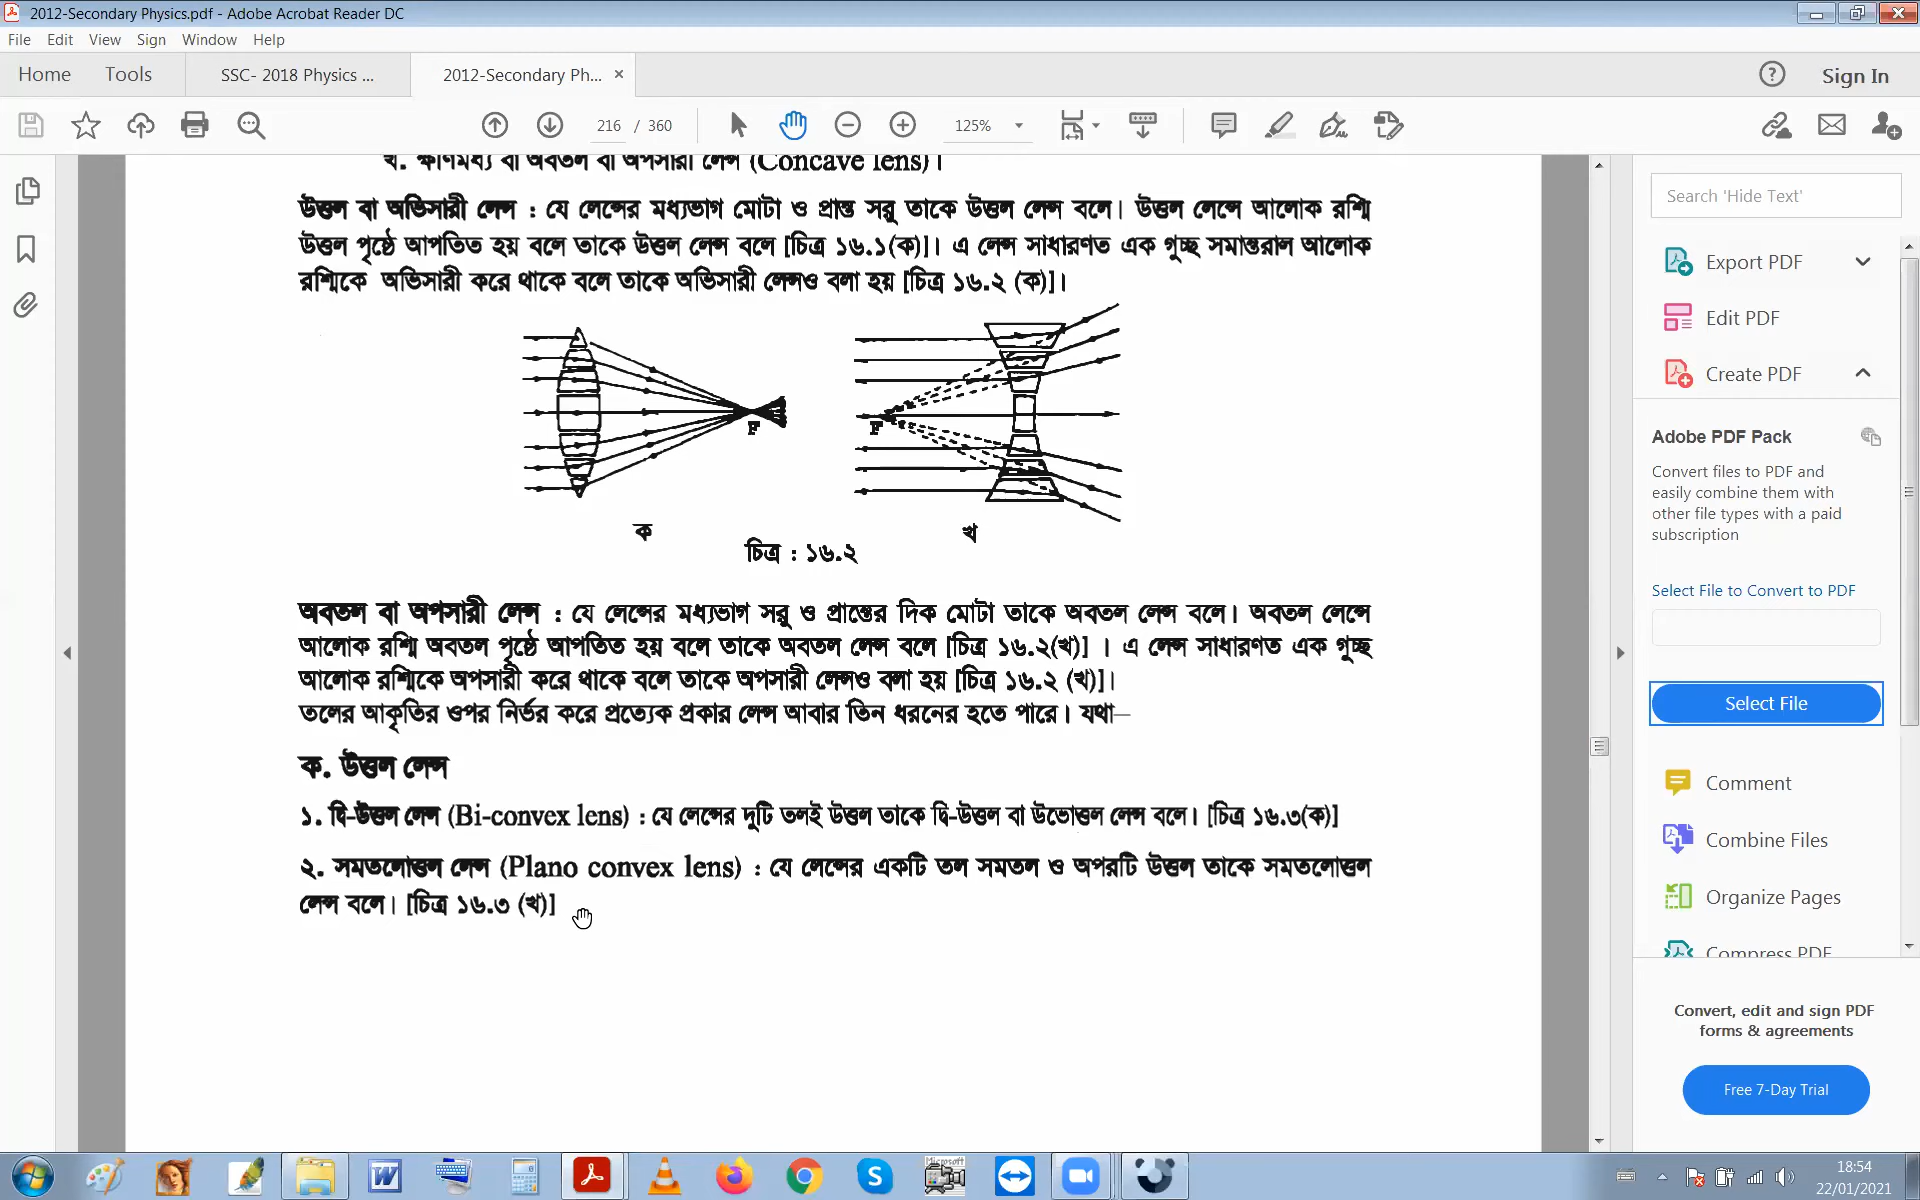 2012-Secondary Physics.pdf - Adobe Acrobat Reader DC
File Edit View Sign Window Help
Home Tools SSC- 2018 Physics ... 2012-Secondary Ph... × Sign In
216 / 360 125%
খ. ক্ষীণমধ্য বা অবতল বা অপসারী লেন্স (Concave lens)।
উত্তল বা অভিসারী লেন্স : যে লেন্সের মধ্যভাগ মোটা ও প্রান্ত সরু তাকে উত্তল লেন্স বলে। উত্তল লেন্সে আলোক রশ্মি
উত্তল পৃষ্ঠে আপতিত হয় বলে তাকে উত্তল লেন্স বলে [চিত্র ১৬.১(ক)]। এ লেন্স সাধারণত এক গুচ্ছ সমান্তরাল আলোক
রশ্মিকে অভিসারী করে থাকে বলে তাকে অভিসারী লেন্সও বলা হয় [চিত্র ১৬.২ (ক)]।
F F
ক খ
চিত্র : ১৬.২
অবতল বা অপসারী লেন্স : যে লেন্সের মধ্যভাগ সরু ও প্রান্তের দিক মোটা তাকে অবতল লেন্স বলে। অবতল লেন্সে
আলোক রশ্মি অবতল পৃষ্ঠে আপতিত হয় বলে তাকে অবতল লেন্স বলে [চিত্র ১৬.২(খ)] । এ লেন্স সাধারণত এক গুচ্ছ
আলোক রশ্মিকে অপসারী করে থাকে বলে তাকে অপসারী লেন্সও বলা হয় [চিত্র ১৬.২ (খ)]।
তলের আকৃতির ওপর নির্ভর করে প্রত্যেক প্রকার লেন্স আবার তিন ধরনের হতে পারে। যথা—
ক. উত্তল লেন্স
১. দ্বি-উত্তল লেন্স (Bi-convex lens) : যে লেন্সের দুটি তলই উত্তল তাকে দ্বি-উত্তল বা উভোত্তল লেন্স বলে। [চিত্র ১৬.৩(ক)]
২. সমতলোত্তল লেন্স (Plano convex lens) : যে লেন্সের একটি তল সমতল ও অপরটি উত্তল তাকে সমতলোত্তল
লেন্স বলে। [চিত্র ১৬.৩ (খ)]
Search 'Hide Text'
Export PDF
Edit PDF
Create PDF
Adobe PDF Pack
Convert files to PDF and
easily combine them with
other file types with a paid
subscription
Select File to Convert to PDF
Select File
Comment
Combine Files
Organize Pages
Compress PDF
Convert, edit and sign PDF
forms & agreements
Free 7-Day Trial
Microsoft
18:54
22/01/2021